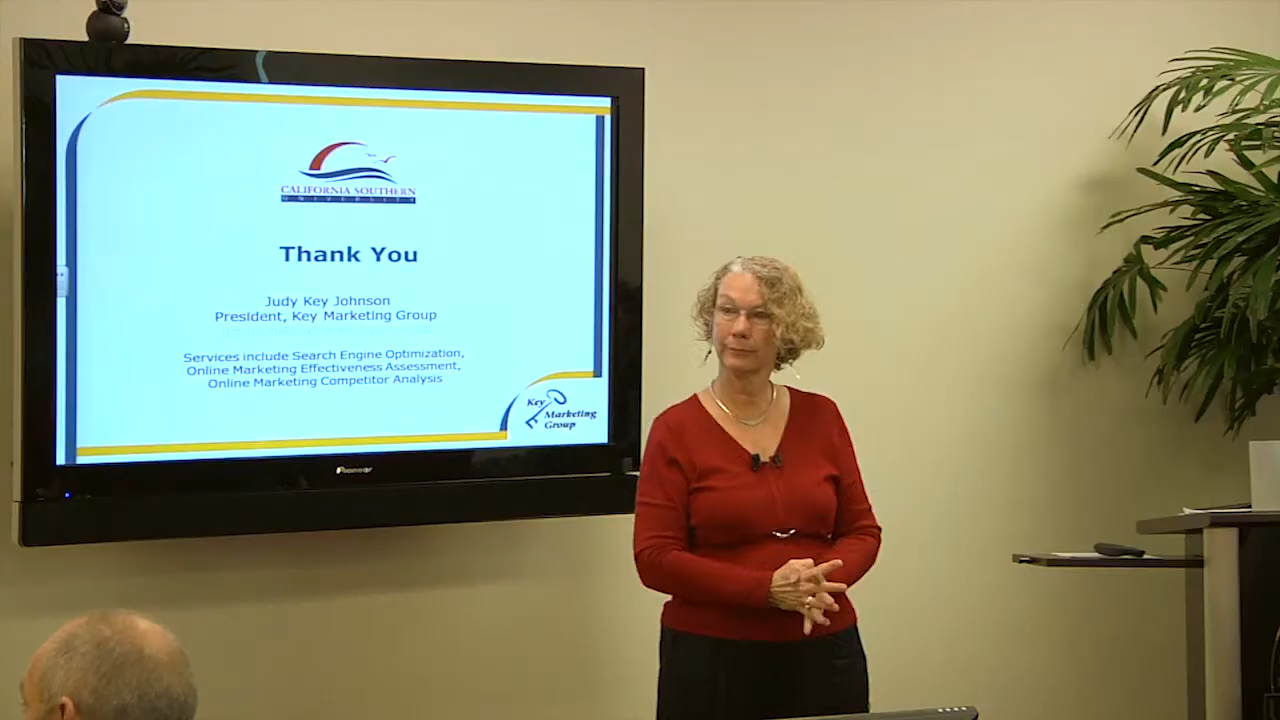 CALIFORNIA SOUTHERN
UNIVERSITY
Thank You
Judy Key Johnson
President, Key Marketing Group
Services include Search Engine Optimization,
Online Marketing Effectiveness Assessment,
Online Marketing Competitor Analysis
Key
Marketing
Group
Pioneer